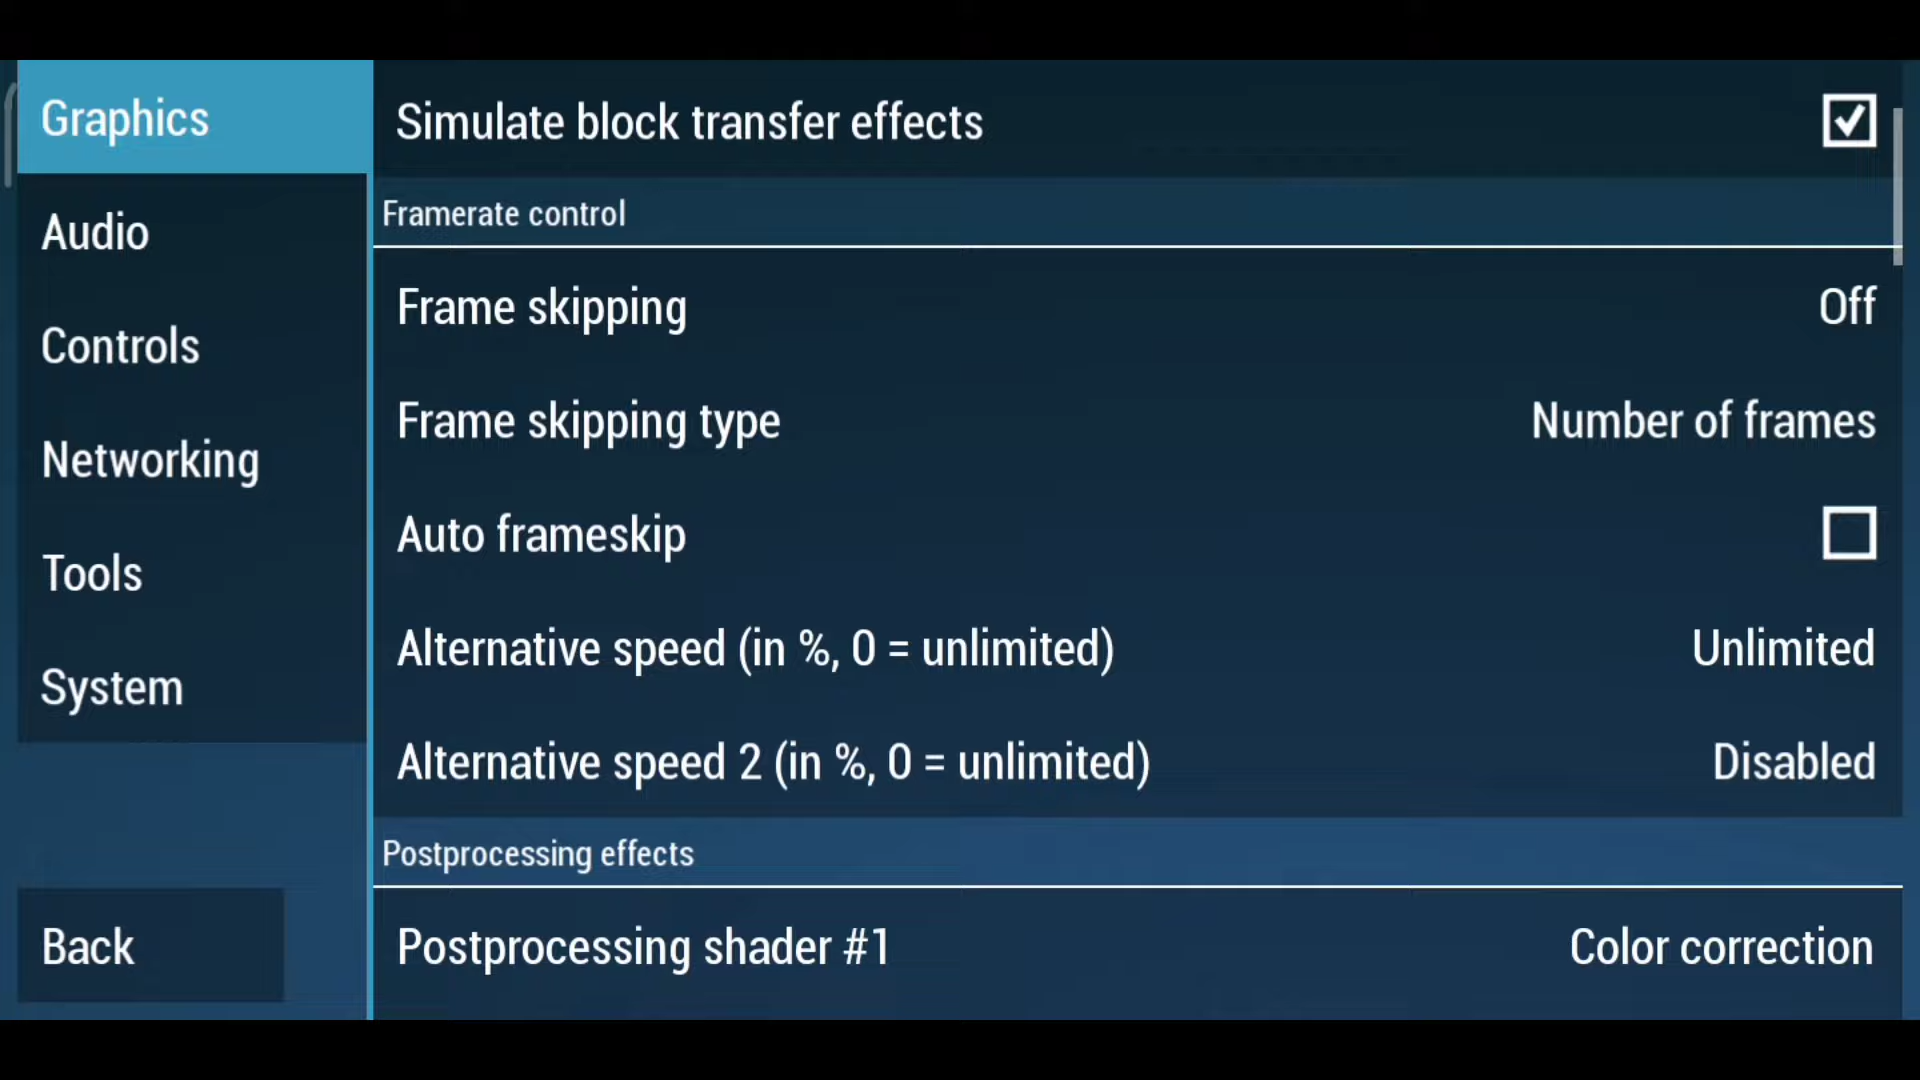 Graphics
Audio
Controls
Networking
Tools
System
Back
Simulate block transfer effects
Framerate control
Frame skipping Off
Frame skipping type Number of frames
Auto frameskip
Alternative speed (in %, 0 = unlimited) Unlimited
Alternative speed 2 (in %, 0 = unlimited) Disabled
Postprocessing effects
Postprocessing shader #1 Color correction